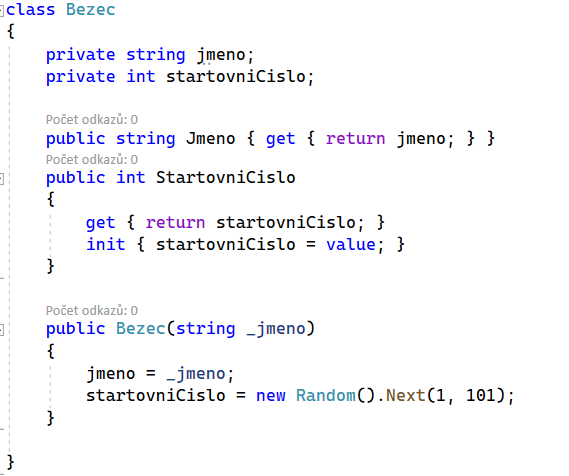 class Bezec
{
private string jmeno;
private int startovniCislo;
Počet odkazů: 0
public string Jmeno { get { return jmeno; } }
Počet odkazů: 0
public int StartovniCislo
{
get { return startovniCislo; }
init { startovniCislo = value; }
}
Počet odkazů: 0
public Bezec(string _jmeno)
{
jmeno = _jmeno;
startovniCislo = new Random().Next(1, 101);
}
}